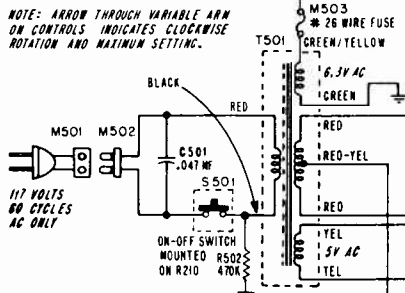 NOTE: ARROW THROUGH VARIABLE ARM
ON CONTROLS INDICATES CLOCKWISE
ROTATION AND MAXIMUM SETTING.
M503
# 26 WIRE FUSE
GREEN/YELLOW
T501
6.3V AC
GREEN
BLACK
RED
RED
M501 M502
C501
.047 MF
RED-YEL
S501
117 VOLTS
60 CYCLES
AC ONLY
RED
ON-OFF SWITCH
MOUNTED
ON R210
R502
470K
YEL
5V AC
YEL